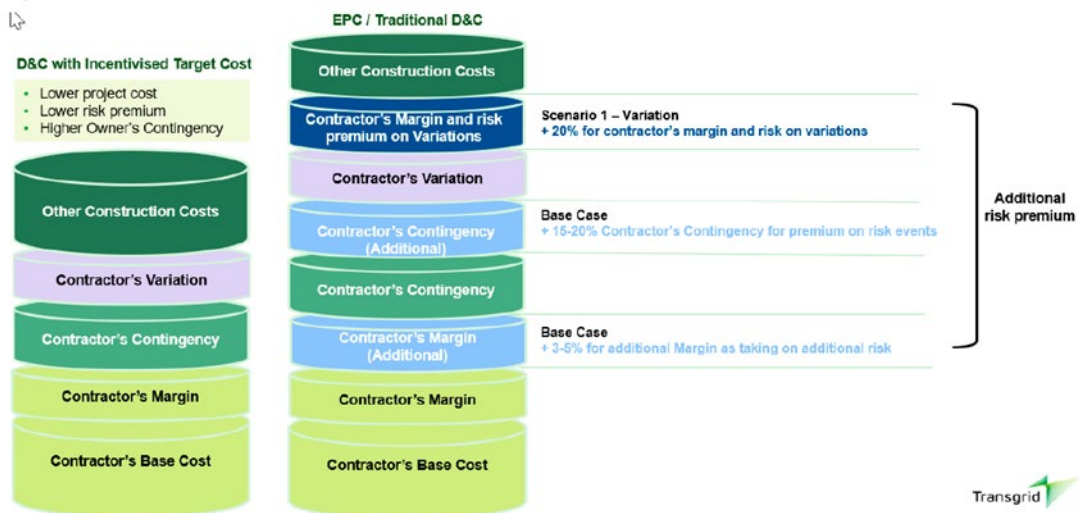 EPC / Traditional D&C
D&C with Incentivised Target Cost
• Lower project cost
• Lower risk premium
• Higher Owner's Contingency
Other Construction Costs
Contractor's Variation
Contractor's Contingency
Contractor's Margin
Contractor's Base Cost
Other Construction Costs
Contractor's Margin and risk
premium on Variations
Contractor's Variation
Contractor's Contingency
(Additional)
Contractor's Contingency
Contractor's Margin
(Additional)
Contractor's Margin
Contractor's Base Cost
Scenario 1 – Variation
+ 20% for contractor's margin and risk on variations
Base Case
+ 15-20% Contractor's Contingency for premium on risk events
Base Case
+ 3-5% for additional Margin as taking on additional risk
Additional
risk premium
Transgrid